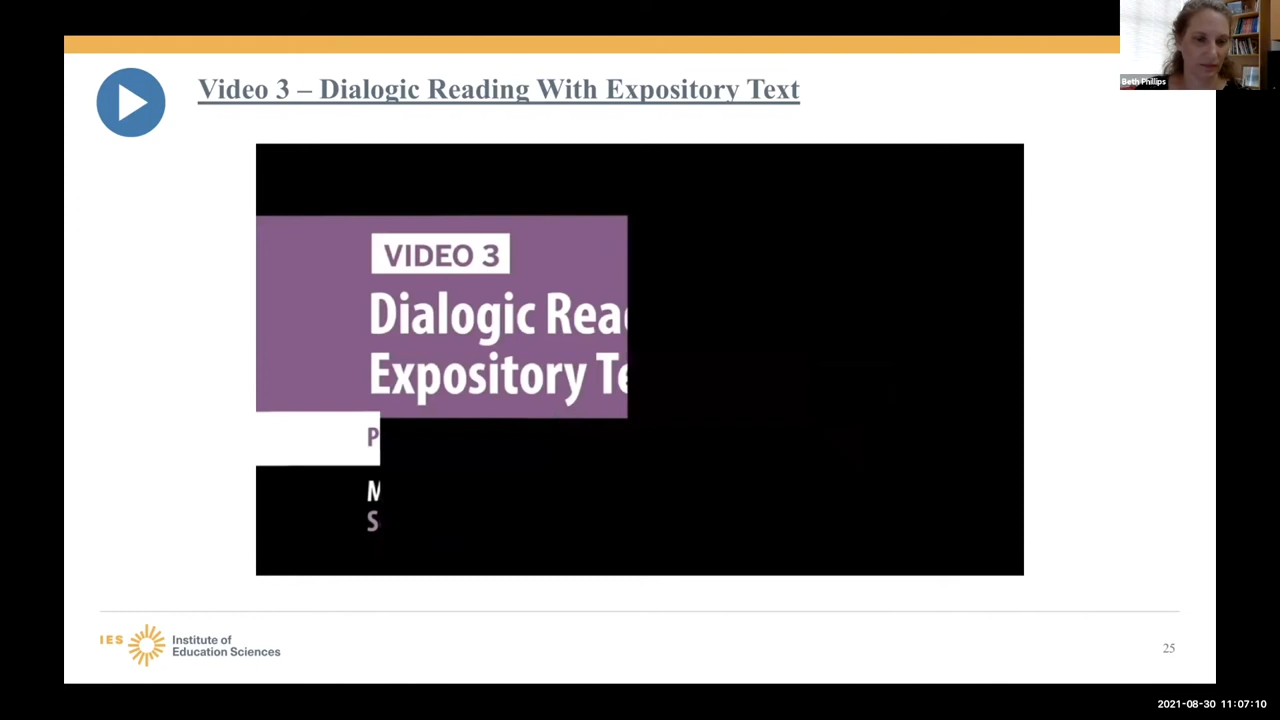 Beth Phillips
Video 3 – Dialogic Reading With Expository Text
VIDEO 3
Dialogic Rea
Expository Te
P
M
S
IES
Institute of
Education Sciences
25
2021-08-30 11:07:10